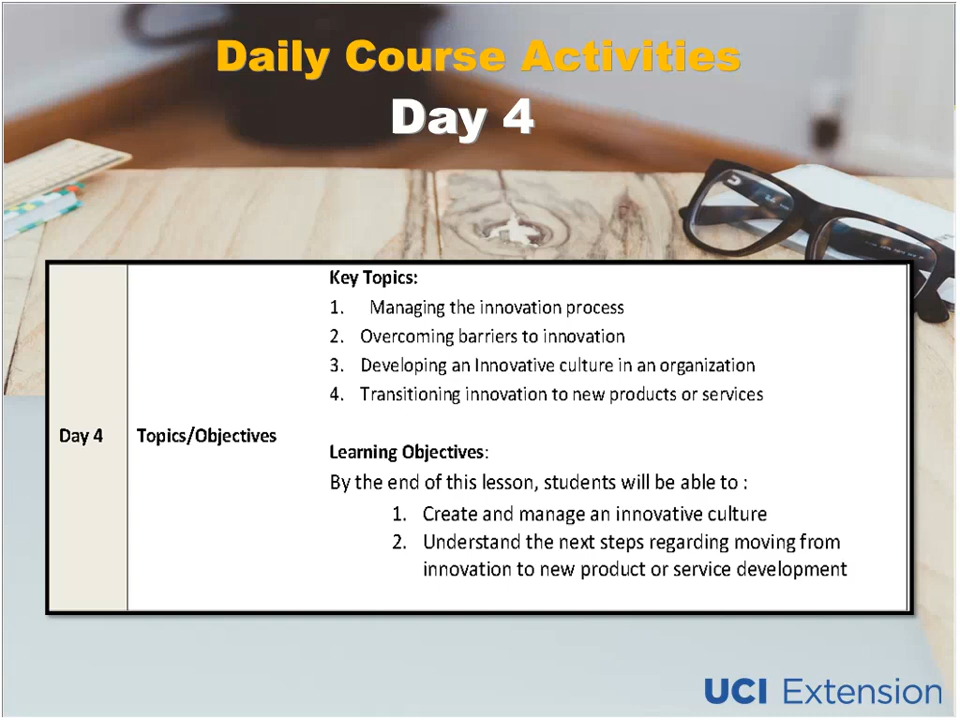 Daily Course Activities
Day 4
Key Topics:
1. Managing the innovation process
2. Overcoming barriers to innovation
3. Developing an Innovative culture in an organization
4. Transitioning innovation to new products or services
Day 4 Topics/Objectives
Learning Objectives:
By the end of this lesson, students will be able to :
1. Create and manage an innovative culture
2. Understand the next steps regarding moving from
innovation to new product or service development
UCI Extension